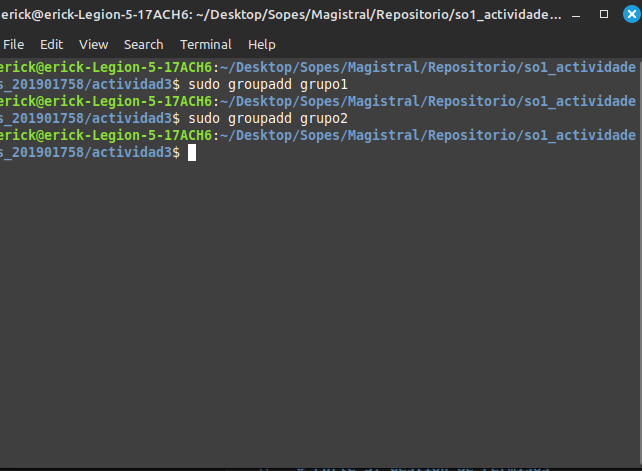 erick@erick-Legion-5-17ACH6: ~/Desktop/Sopes/Magistral/Repositorio/so1_actividade...
File Edit View Search Terminal Help
erick@erick-Legion-5-17ACH6:~/Desktop/Sopes/Magistral/Repositorio/so1_actividade
s_201901758/actividad3$ sudo groupadd grupo1
erick@erick-Legion-5-17ACH6:~/Desktop/Sopes/Magistral/Repositorio/so1_actividade
s_201901758/actividad3$ sudo groupadd grupo2
erick@erick-Legion-5-17ACH6:~/Desktop/Sopes/Magistral/Repositorio/so1_actividade
s_201901758/actividad3$